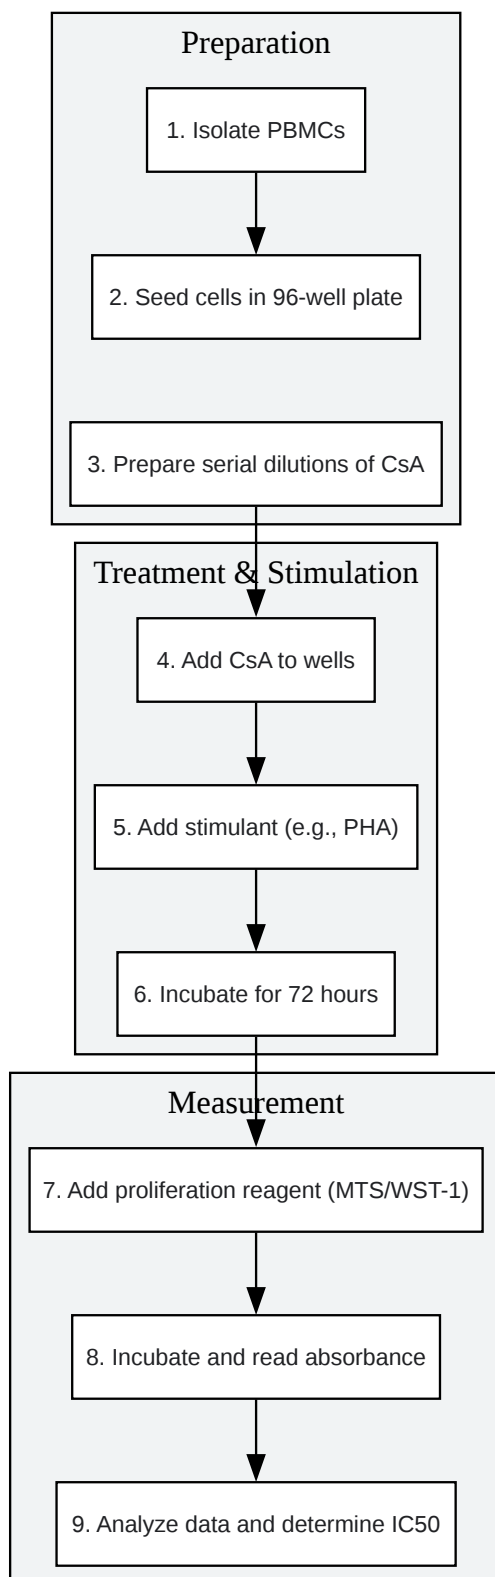 Preparation
1. Isolate PBMCs
2. Seed cells in 96-well plate
3. Prepare serial dilutions of CsA
Treatment & Stimulation
4. Add CsA to wells
5. Add stimulant (e.g., PHA)
6. Incubate for 72 hours
Measurement
7. Add proliferation reagent (MTS/WST-1)
8. Incubate and read absorbance
9. Analyze data and determine IC50